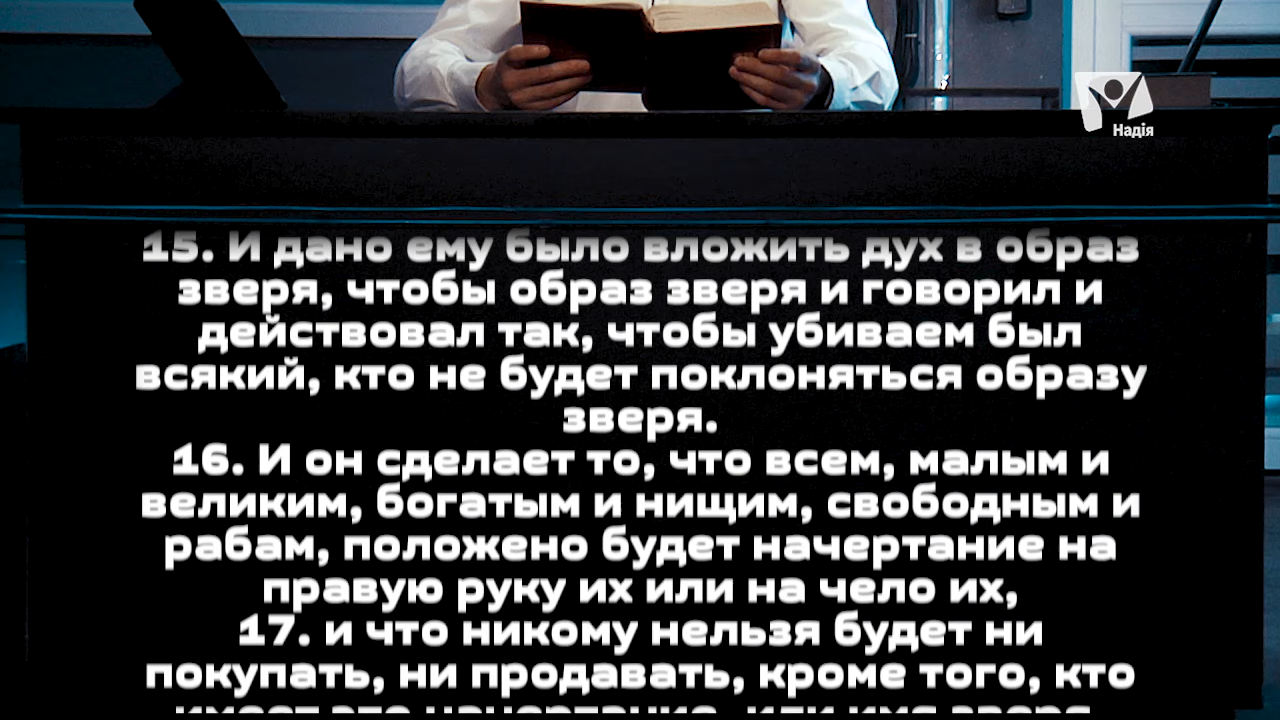 Надія
15. И дано ему было вложить дух в образ
зверя, чтобы образ зверя и говорил и
действовал так, чтобы убиваем был
всякий, кто не будет поклоняться образу
зверя.
16. И он сделает то, что всем, малым и
великим, богатым и нищим, свободным и
рабам, положено будет начертание на
правую руку их или на чело их,
17. и что никому нельзя будет ни
покупать, ни продавать, кроме того, кто